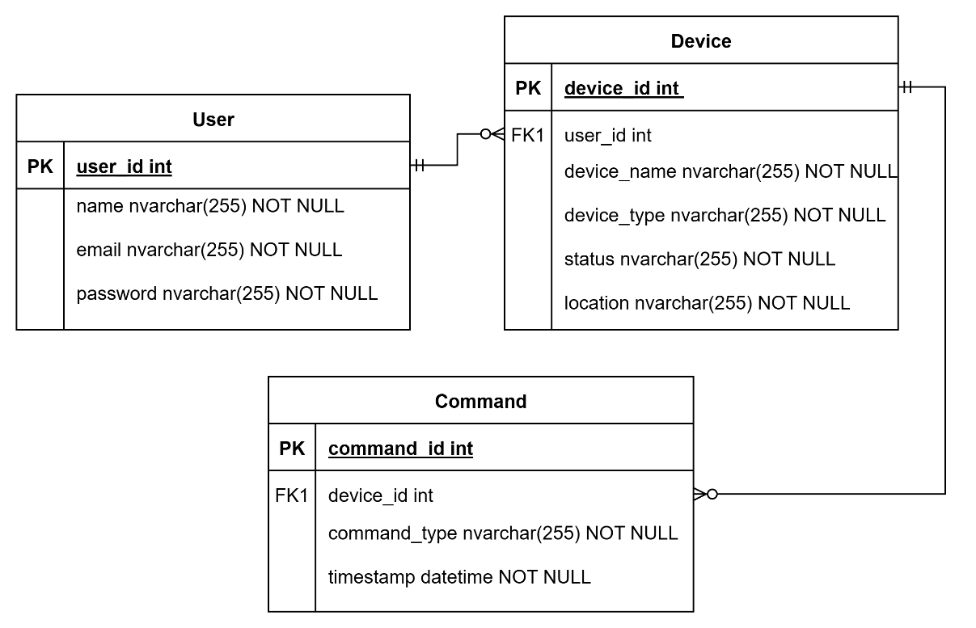 User
PK user_id int
name nvarchar(255) NOT NULL
email nvarchar(255) NOT NULL
password nvarchar(255) NOT NULL
Device
PK device_id int
FK1 user_id int
device_name nvarchar(255) NOT NULL
device_type nvarchar(255) NOT NULL
status nvarchar(255) NOT NULL
location nvarchar(255) NOT NULL
Command
PK command_id int
FK1 device_id int
command_type nvarchar(255) NOT NULL
timestamp datetime NOT NULL